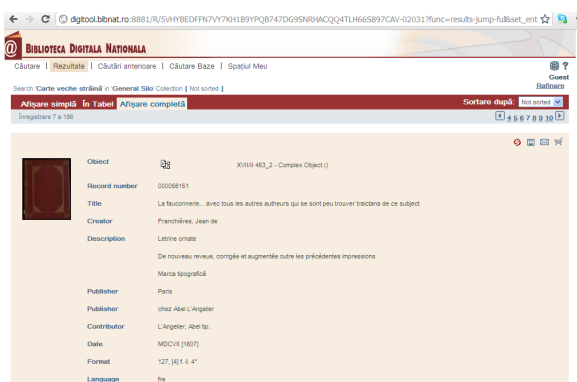 digitool.bibnat.ro:8881/R/SVHYBEDFFN7VY7KH1B9YPQB747DG9SNRHACQQ4TLH66S897CAV-02031?func=results-jump-full&set_ent
BIBLIOTECA DIGITALA NATIONALA
Căutare | Rezultate | Căutări anterioare | Căutare Baze | Spaţiul Meu
?
Guest
Search 'Carte veche străină' in 'General Silo' Collection [ Not sorted ]
Rafinare
Afişare simplă În Tabel Afişare completă
Sortare după: Not sorted
Înregistrare 7 a 186
4 5 6 7 8 9 10
Obiect XVII/II 453_2 - Complex Object ()
Record number 000056151
Title La fauconnerie... avec tous les autres autheurs qui se sont peu trouver traictans de ce subject
Creator Franchières, Jean de .
Description Letrine ornate
De nouveau reveue, corrigée et augmentée outre les précédentes impressions
Marca tipografică
Publisher Paris
Publisher chez Abel L'Angelier
Contributor L'Angelier, Abel tip.
Date MDCVII [1607]
Format 127, [4] f. il. 4°
Language fre